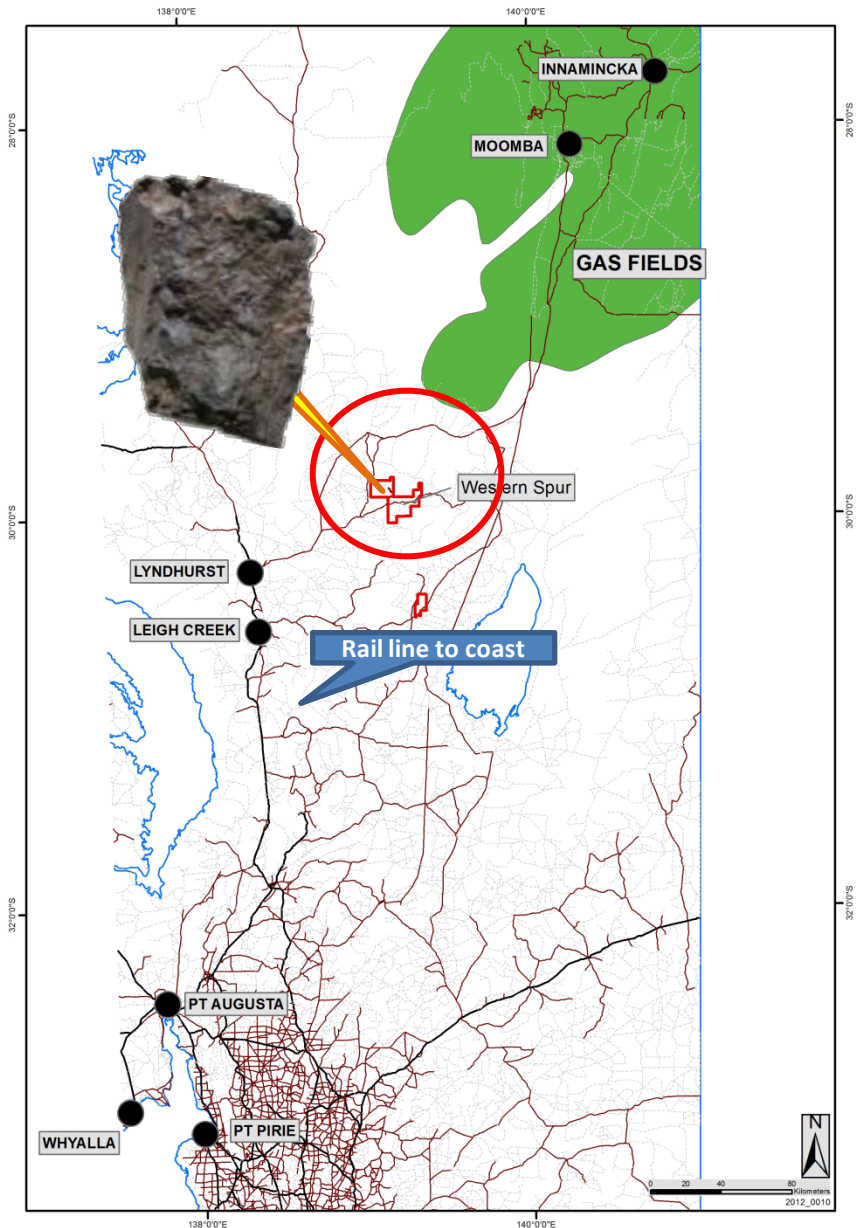 138°0'0"E
140°0'0"E
INNAMINCKA
28°0'0"S
28°0'0"S
MOOMBA
GAS FIELDS
Western Spur
30°0'0"S
30°0'0"S
LYNDHURST
LEIGH CREEK
Rail line to coast
32°0'0"S
32°0'0"S
PT AUGUSTA
WHYALLA
PT PIRIE
N
0 20 40 80
Kilometers
2012_0010
138°0'0"E
140°0'0"E